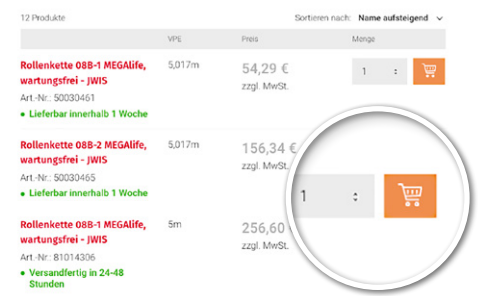 12 Produkte Sortieren nach: Name aufsteigend
VPE Preis Menge
Rollenkette 08B-1 MEGAlife, 5,017m 54,29 € 1
wartungsfrei - JWIS zzgl. MwSt.
Art.-Nr.: 50030461
Lieferbar innerhalb 1 Woche
Rollenkette 08B-2 MEGAlife, 5,017m 156,34 €
wartungsfrei - JWIS zzgl. MwSt.
Art.-Nr.: 50030465
Lieferbar innerhalb 1 Woche
1
Rollenkette 08B-1 MEGAlife, 5m 256,60
wartungsfrei - JWIS zzgl. MwSt.
Art.-Nr.: 81014306
Versandfertig in 24-48
Stunden